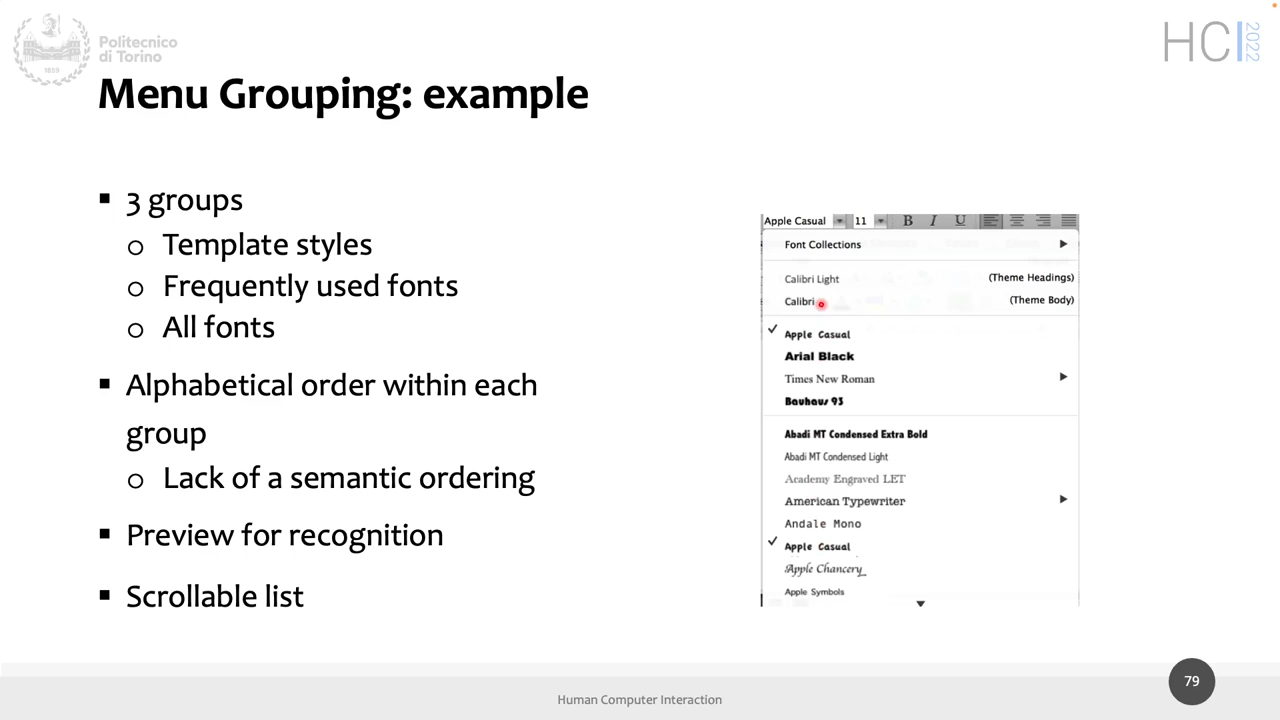 Politecnico
di Torino
1859
HCI
2022
Menu Grouping: example
▪ 3 groups
o Template styles
o Frequently used fonts
o All fonts
▪ Alphabetical order within each
group
o Lack of a semantic ordering
▪ Preview for recognition
▪ Scrollable list
Apple Casual 11 B I U
Font Collections
Calibri Light (Theme Headings)
Calibri (Theme Body)
✓ Apple Casual
Arial Black
Times New Roman
Bauhaus 93
Abadi MT Condensed Extra Bold
Abadi MT Condensed Light
Academy Engraved LET
American Typewriter
Andale Mono
✓ Apple Casual
Apple Chancery
Apple Symbols
Human Computer Interaction
79